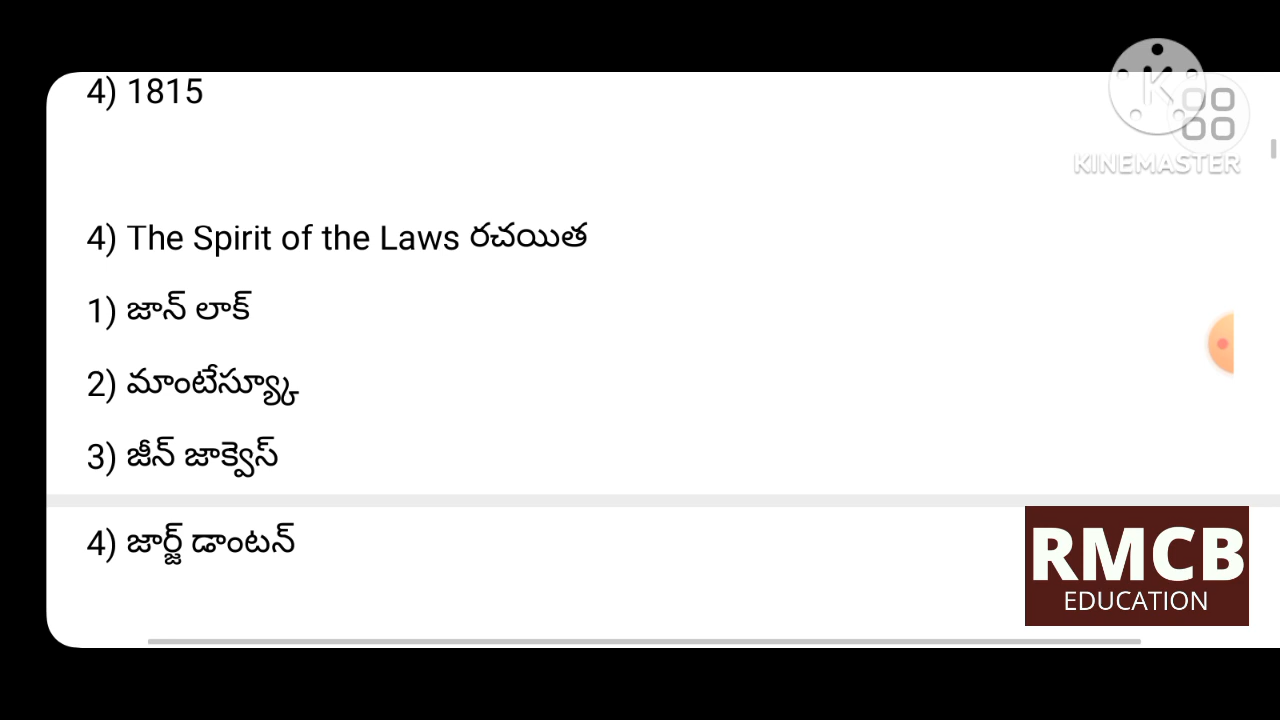 4) 1815
KINEMASTER
4) The Spirit of the Laws రచయిత
1) జాన్ లాక్
2) మాంటేస్క్యూ
3) జీన్ జాక్వెస్
4) జార్జ్ డాంటన్
RMCB
EDUCATION